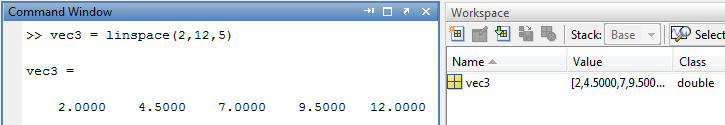 Command Window
>> vec3 = linspace(2,12,5)
vec3 =
2.0000 4.5000 7.0000 9.5000 12.0000
Workspace
Stack: Base Select
Name Value Class
vec3 [2,4.5000,7,9.500... double